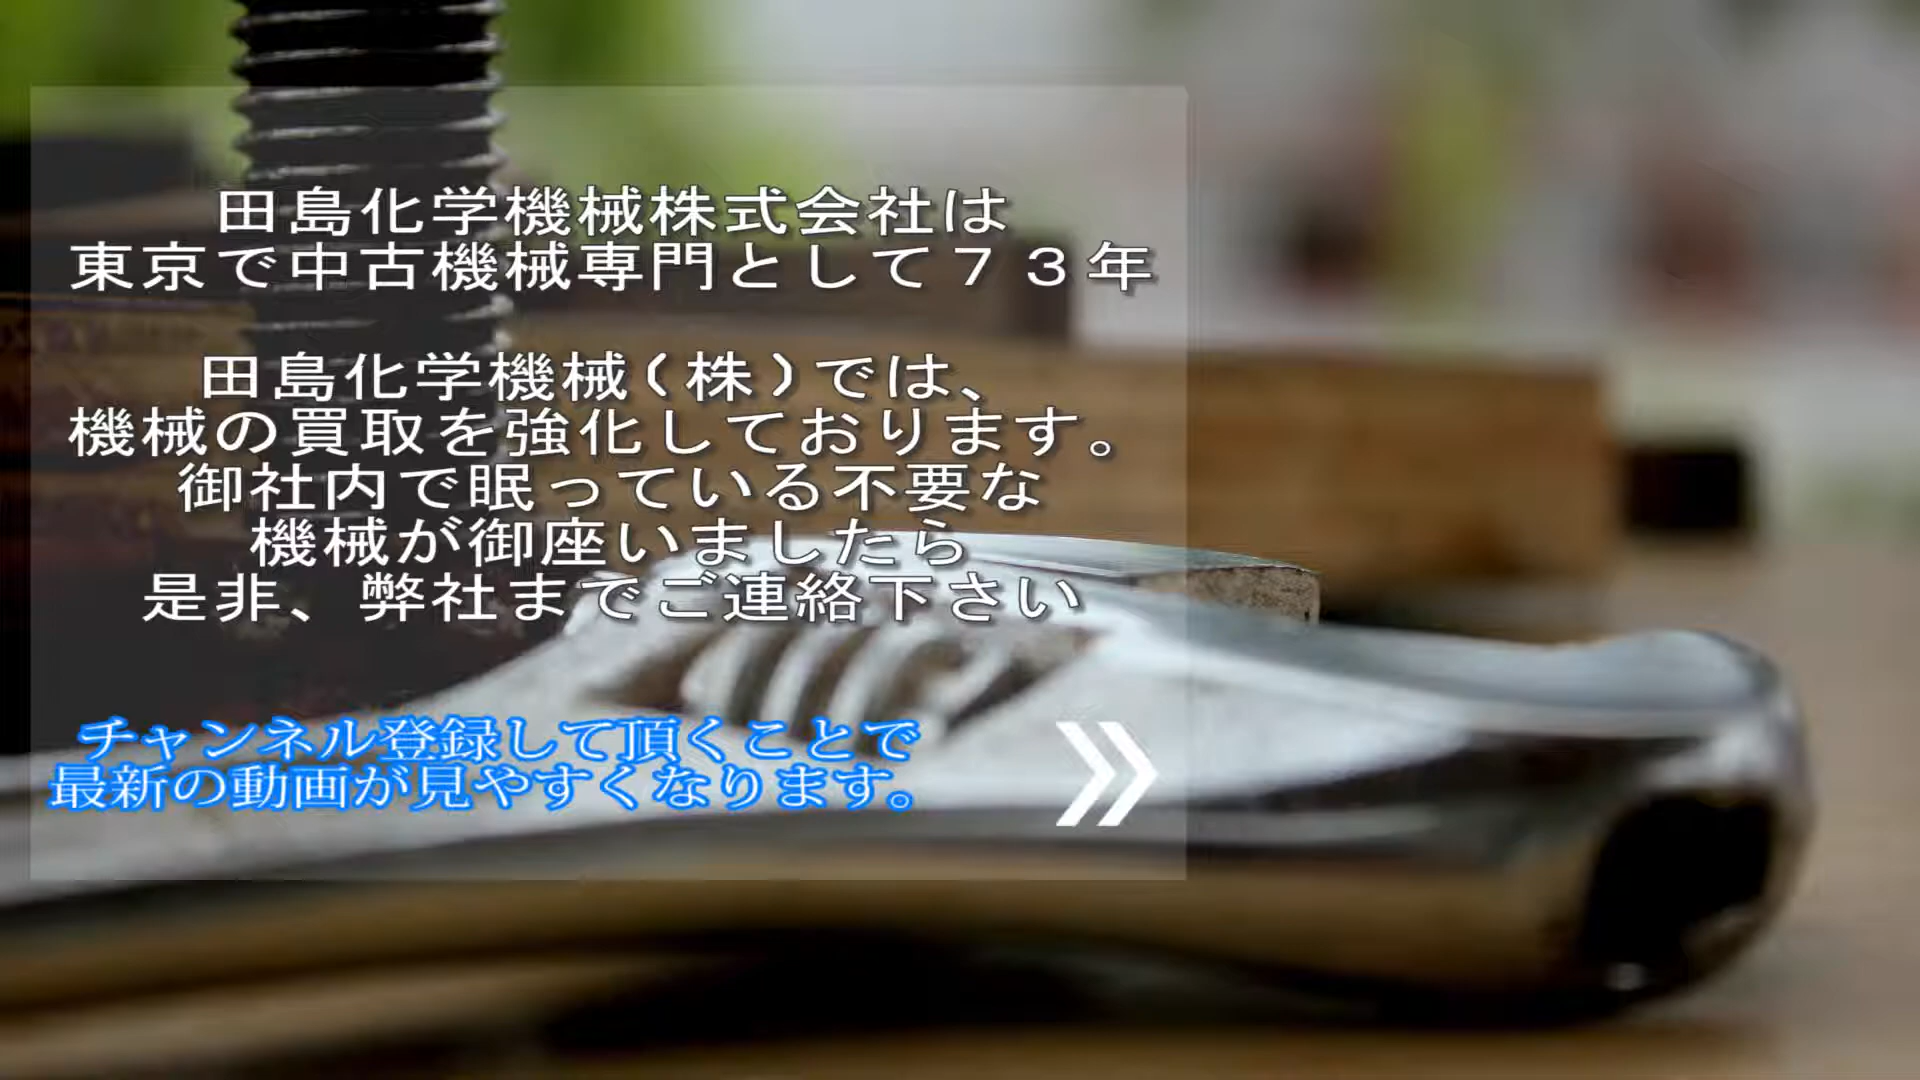 田島化学機械株式会社は
東京で中古機械専門として７３年
田島化学機械(株)では、
機械の買取を強化しております。
御社内で眠っている不要な
機械が御座いましたら
是非、弊社までご連絡下さい
チャンネル登録して頂くことで
最新の動画が見やすくなります。